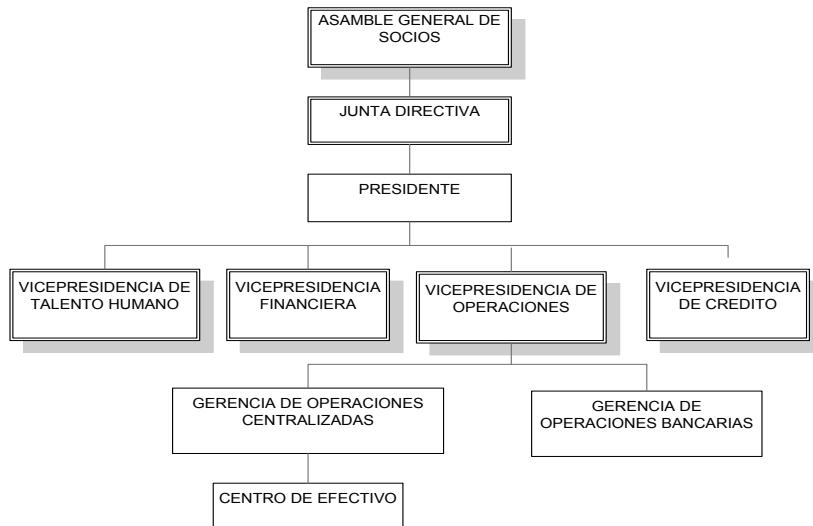 ASAMBLE GENERAL DE
SOCIOS
JUNTA DIRECTIVA
PRESIDENTE
VICEPRESIDENCIA DE
TALENTO HUMANO
VICEPRESIDENCIA
FINANCIERA
VICEPRESIDENCIA DE
OPERACIONES
VICEPRESIDENCIA
DE CREDITO
GERENCIA DE OPERACIONES
CENTRALIZADAS
GERENCIA DE
OPERACIONES BANCARIAS
CENTRO DE EFECTIVO